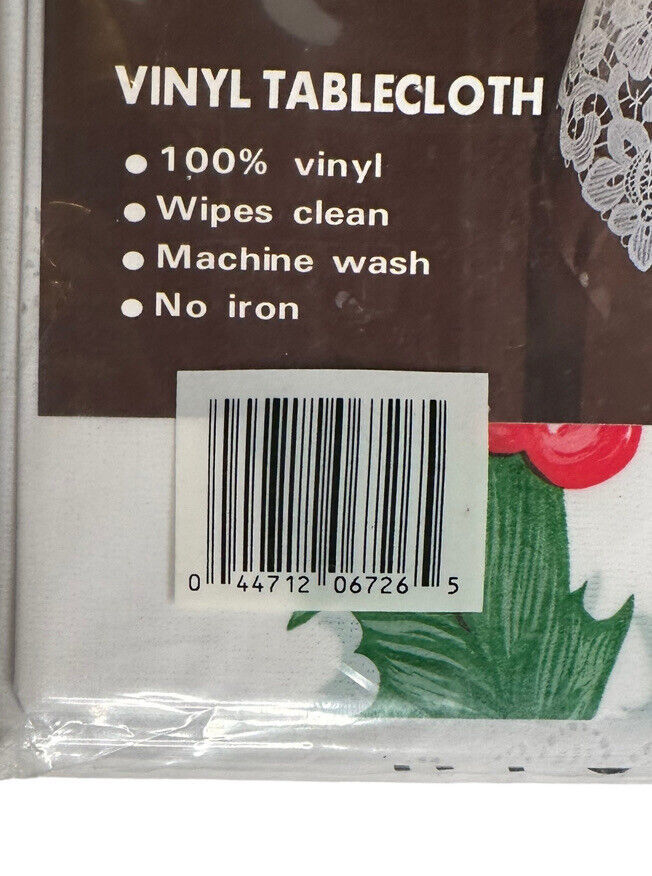 VINYL TABLECLOTH
● 100% vinyl
● Wipes clean
● Machine wash
● No iron
0 44712 06726 5